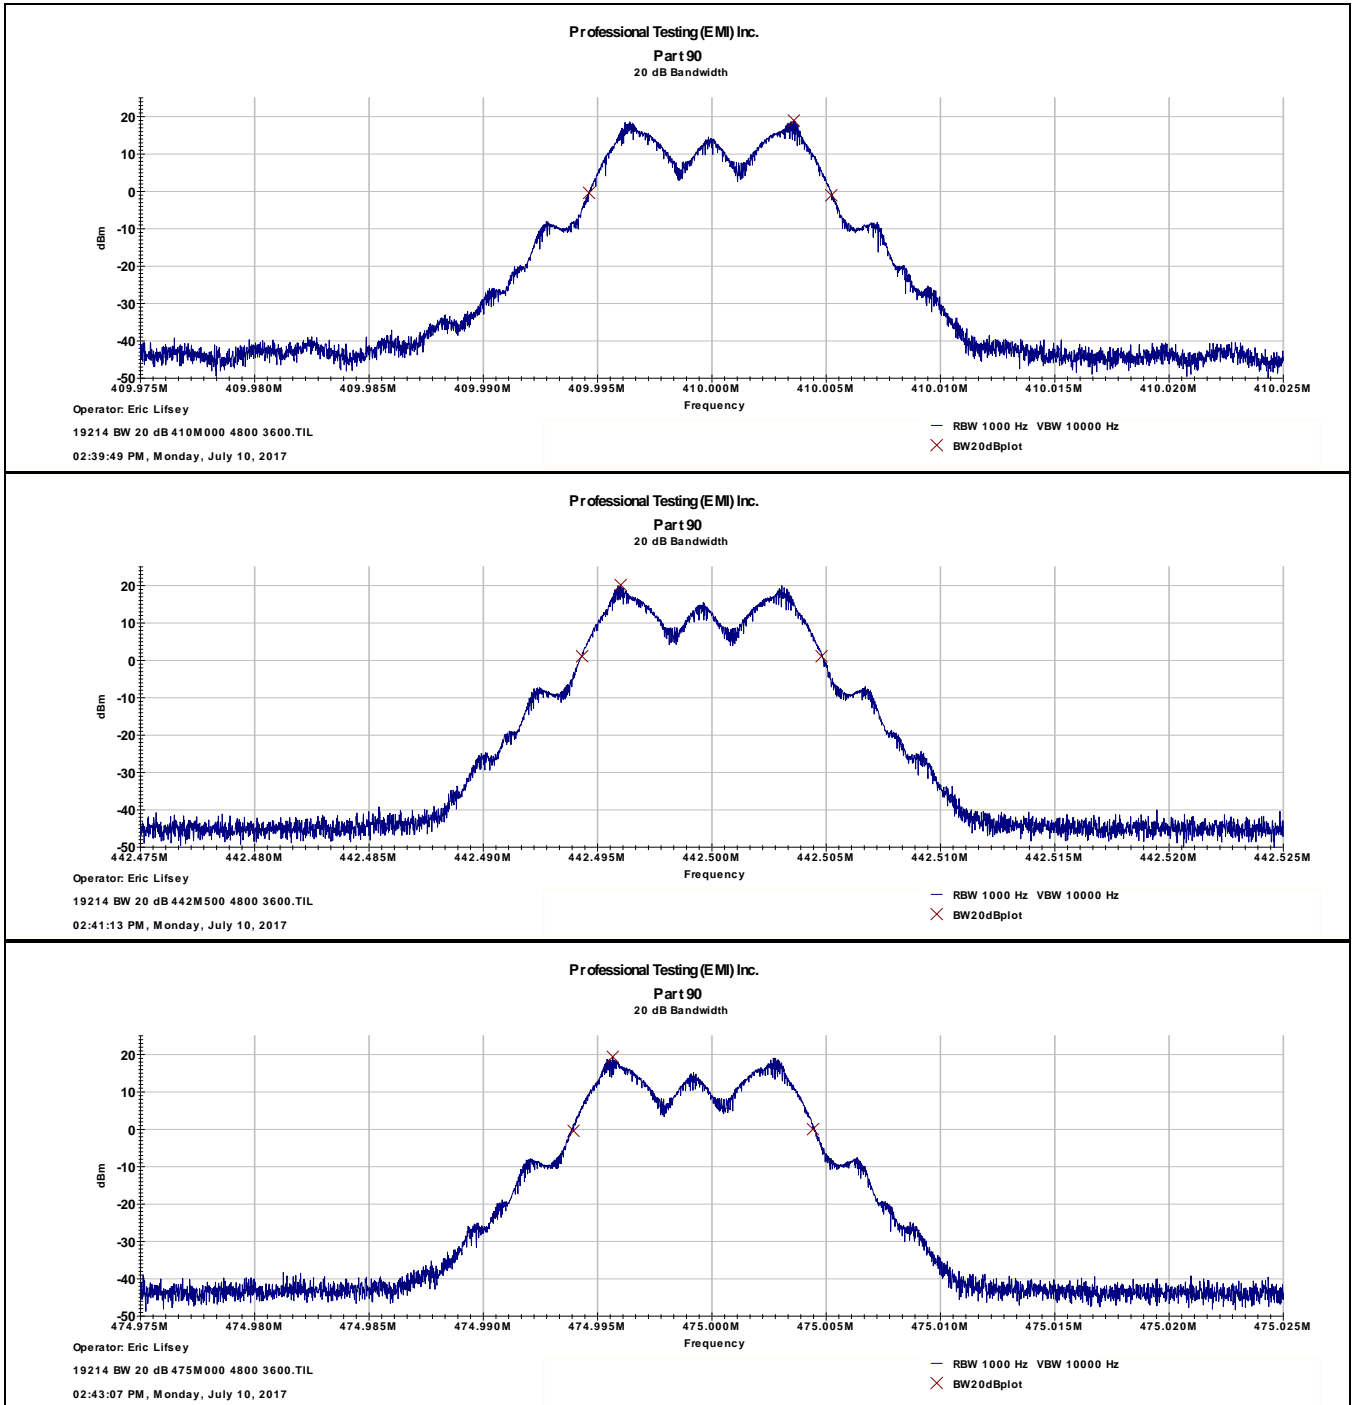 Professional Testing (EMI) Inc.
Part 90
20 dB Bandwidth
20
10
0
-10
-20
-30
-40
-50
dBm
409.975M 409.980M 409.985M 409.990M 409.995M 410.000M 410.005M 410.010M 410.015M 410.020M 410.025M
Frequency
Operator: Eric Lifsey
19214 BW 20 dB 410M000 4800 3600.TIL
02:39:49 PM, Monday, July 10, 2017
RBW 1000 Hz VBW 10000 Hz
BW20dBplot
Professional Testing (EMI) Inc.
Part 90
20 dB Bandwidth
20
10
0
-10
-20
-30
-40
-50
dBm
442.475M 442.480M 442.485M 442.490M 442.495M 442.500M 442.505M 442.510M 442.515M 442.520M 442.525M
Frequency
Operator: Eric Lifsey
19214 BW 20 dB 442M500 4800 3600.TIL
02:41:13 PM, Monday, July 10, 2017
RBW 1000 Hz VBW 10000 Hz
BW20dBplot
Professional Testing (EMI) Inc.
Part 90
20 dB Bandwidth
20
10
0
-10
-20
-30
-40
-50
dBm
474.975M 474.980M 474.985M 474.990M 474.995M 475.000M 475.005M 475.010M 475.015M 475.020M 475.025M
Frequency
Operator: Eric Lifsey
19214 BW 20 dB 475M000 4800 3600.TIL
02:43:07 PM, Monday, July 10, 2017
RBW 1000 Hz VBW 10000 Hz
BW20dBplot